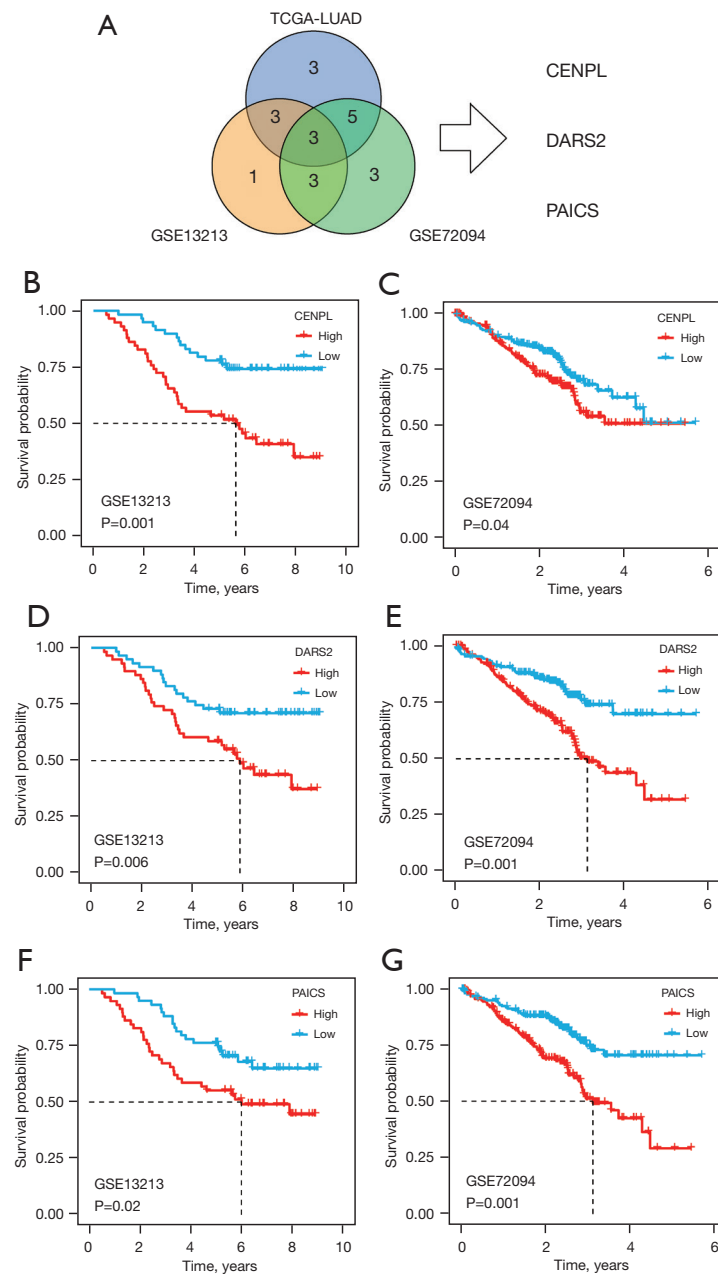 A
TCGA-LUAD
3
3
5
3
1
3
3
GSE13213
GSE72094
CENPL
DARS2
PAICS
B
1.00
0.75
0.50
0.25
0.00
Survival probability
CENPL
High
Low
GSE13213
P=0.001
0 2 4 6 8 10
Time, years
C
1.00
0.75
0.50
0.25
0.00
Survival probability
CENPL
High
Low
GSE72094
P=0.04
0 2 4 6
Time, years
D
1.00
0.75
0.50
0.25
0.00
Survival probability
DARS2
High
Low
GSE13213
P=0.006
0 2 4 6 8 10
Time, years
E
1.00
0.75
0.50
0.25
0.00
Survival probability
DARS2
High
Low
GSE72094
P=0.001
0 2 4 6
Time, years
F
1.00
0.75
0.50
0.25
0.00
Survival probability
PAICS
High
Low
GSE13213
P=0.02
0 2 4 6 8 10
Time, years
G
1.00
0.75
0.50
0.25
0.00
Survival probability
PAICS
High
Low
GSE72094
P=0.001
0 2 4 6
Time, years